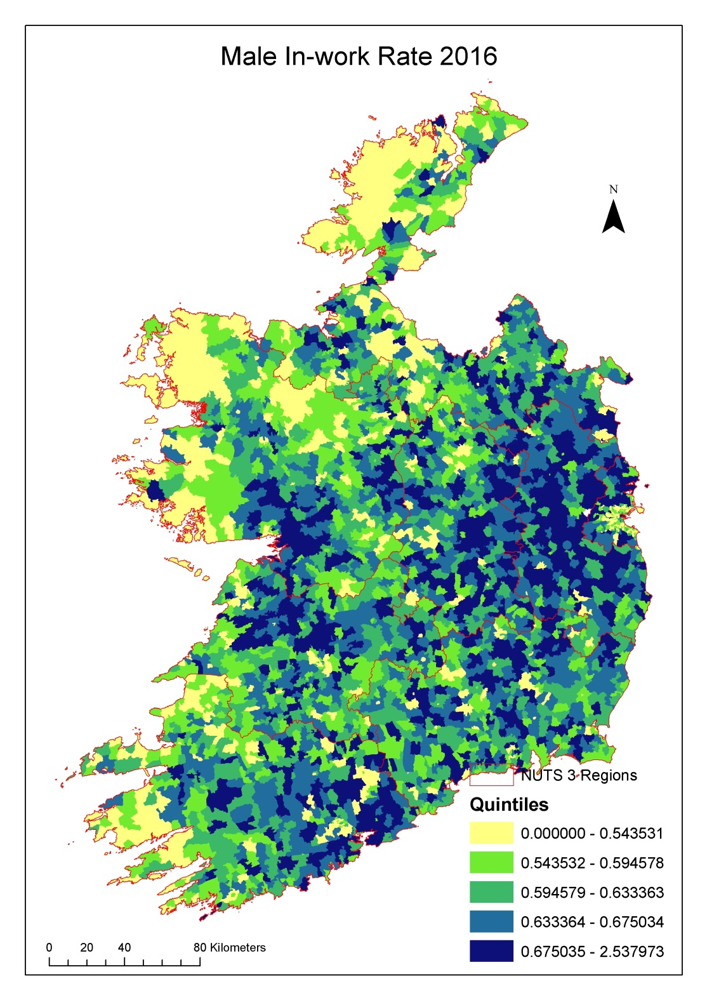 Male In-work Rate 2016
N
NUTS 3 Regions
Quintiles
0.000000 - 0.543531
0.543532 - 0.594578
0.594579 - 0.633363
0.633364 - 0.675034
0.675035 - 2.537973
0 20 40 80 Kilometers